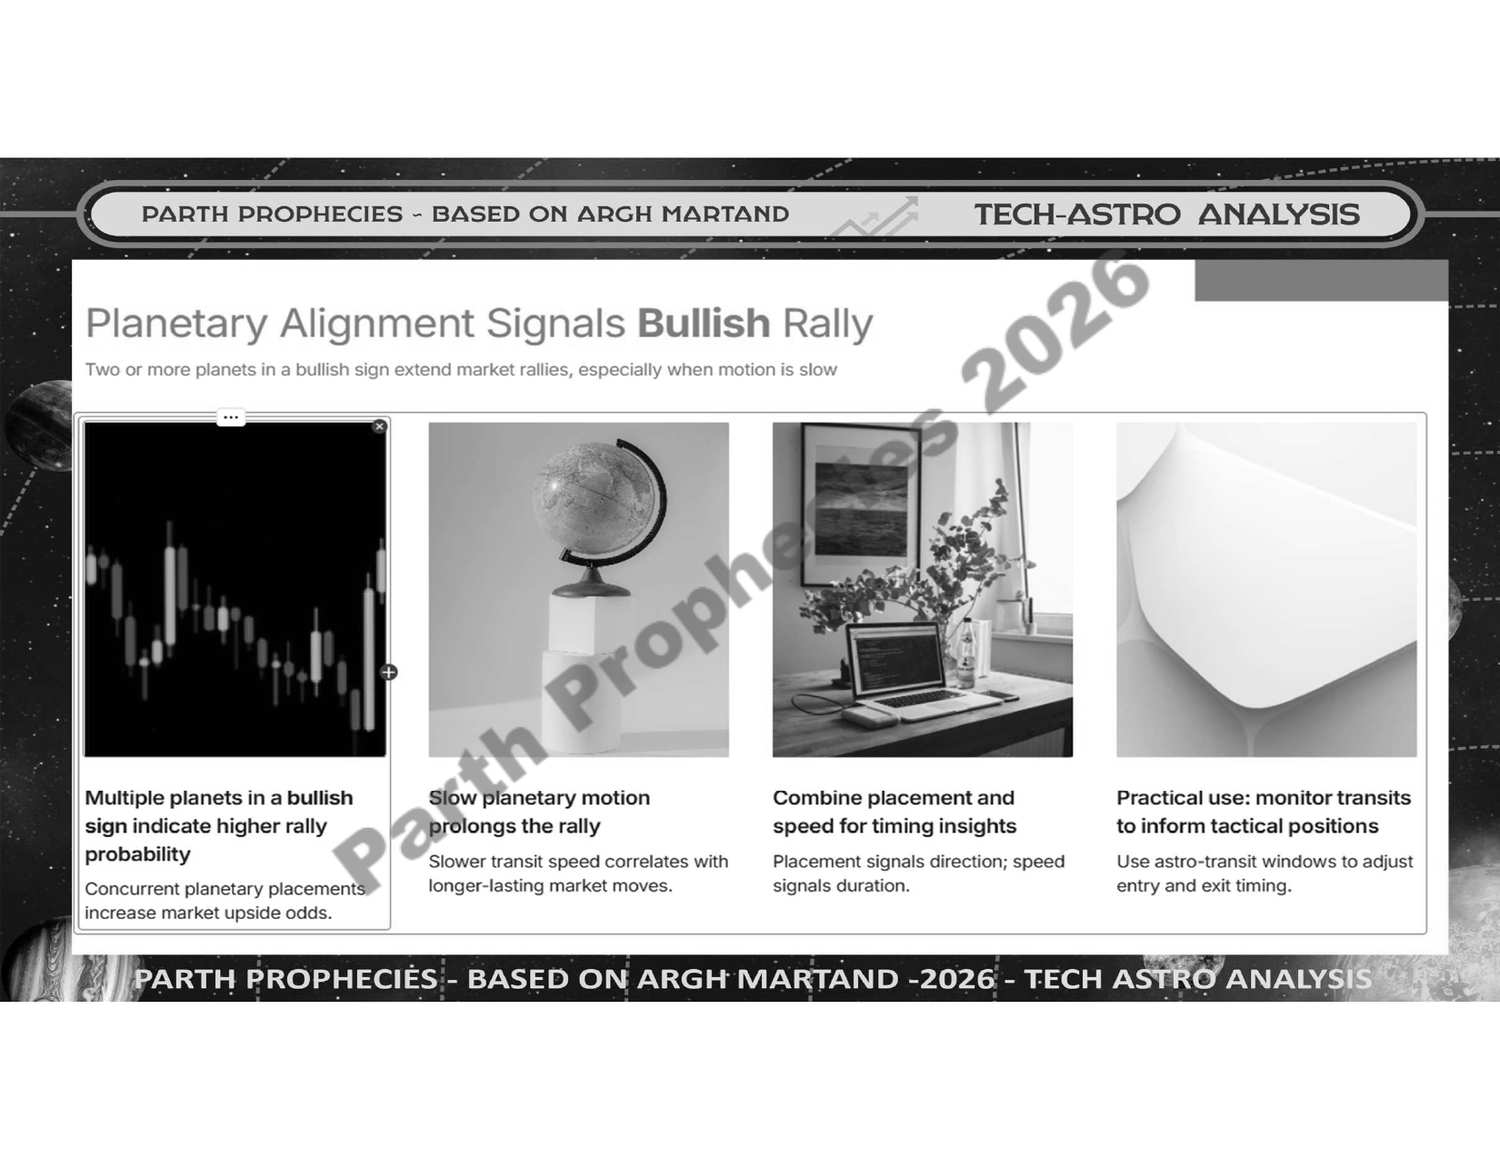 PARTH PROPHECIES ~ BASED ON ARGH MARTAND
TECH-ASTRO ANALYSIS
Planetary Alignment Signals Bullish Rally
Two or more planets in a bullish sign extend market rallies, especially when motion is slow
Multiple planets in a bullish
sign indicate higher rally
probability
Concurrent planetary placements
increase market upside odds.
Slow planetary motion
prolongs the rally
Slower transit speed correlates with
longer-lasting market moves.
Combine placement and
speed for timing insights
Placement signals direction; speed
signals duration.
Practical use: monitor transits
to inform tactical positions
Use astro-transit windows to adjust
entry and exit timing.
Parth Prophecies 2026
PARTH PROPHECIES - BASED ON ARGH MARTAND -2026 - TECH ASTRO ANALYSIS